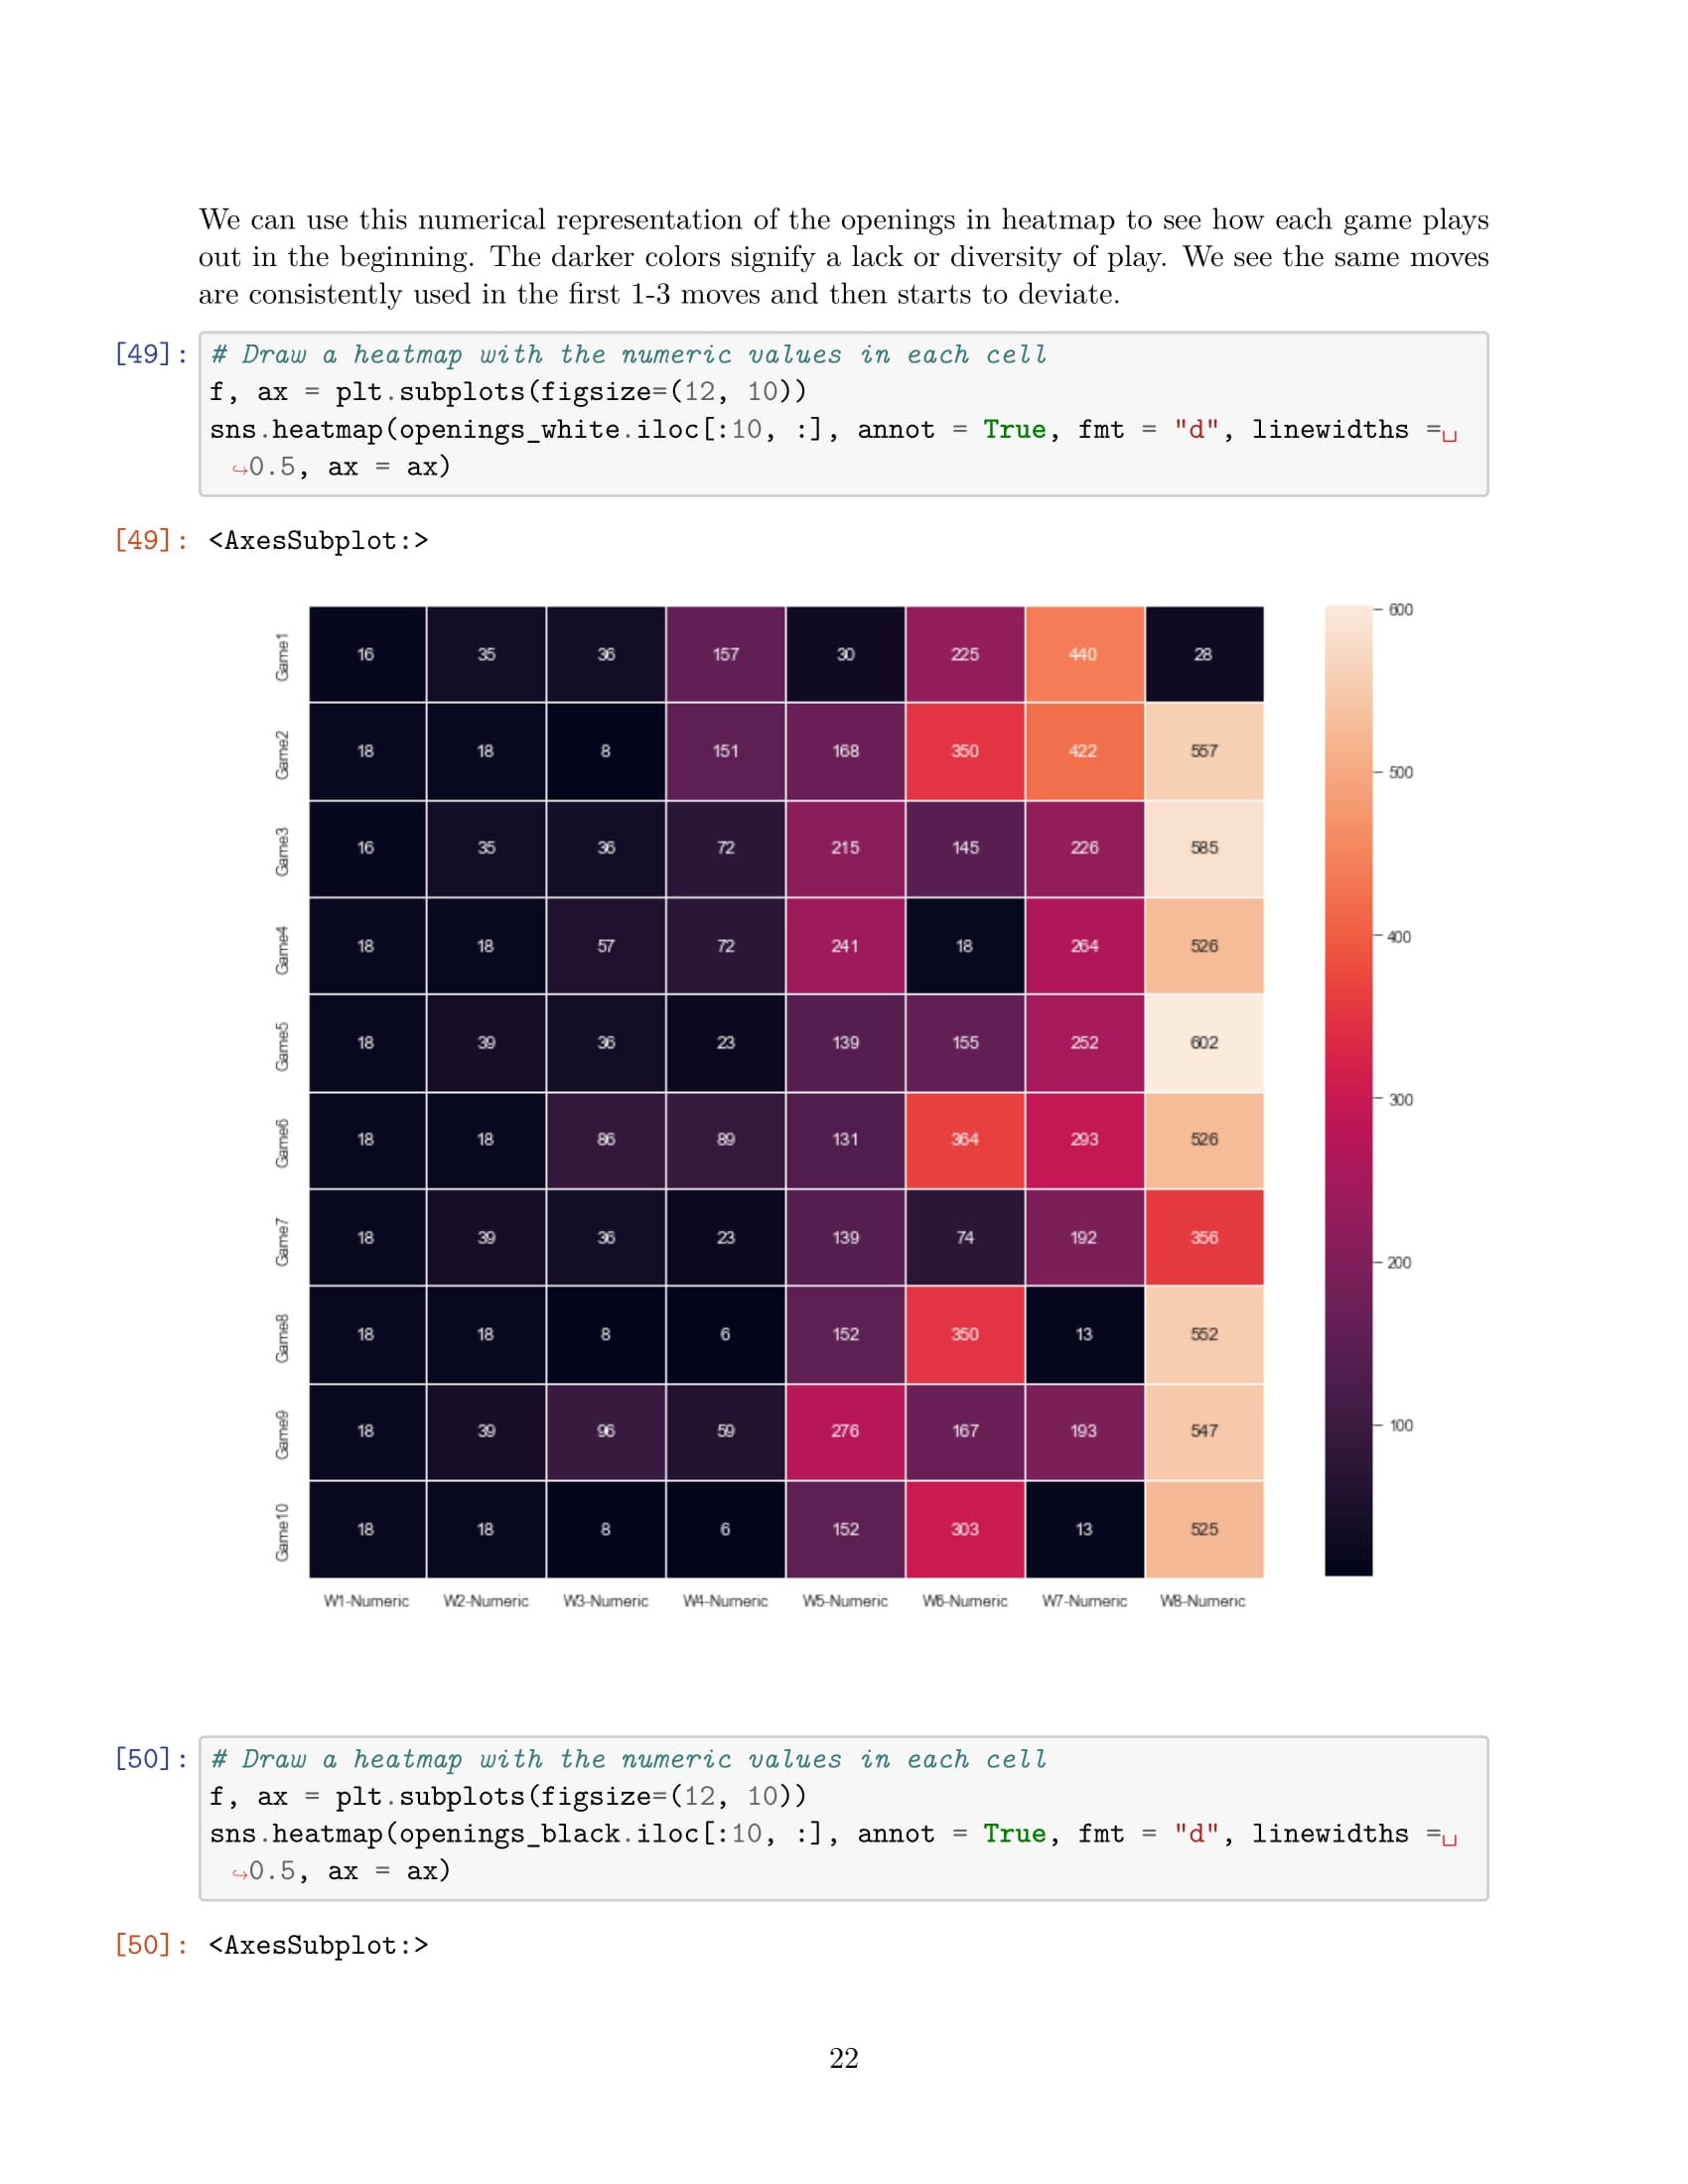 We can use this numerical representation of the openings in heatmap to see how each game plays
out in the beginning. The darker colors signify a lack or diversity of play. We see the same moves
are consistently used in the first 1-3 moves and then starts to deviate.
[49]: # Draw a heatmap with the numeric values in each cell
f, ax = plt.subplots(figsize=(12, 10))
sns.heatmap(openings_white.iloc[:10, :], annot = True, fmt = "d", linewidths =␣
↪0.5, ax = ax)
[49]: <AxesSubplot:>
Game1 16 35 36 157 30 225 440 28
Game2 18 18 8 151 168 350 422 557
Game3 16 35 36 72 215 145 226 585
Game4 18 18 57 72 241 18 264 526
Game5 18 39 36 23 139 155 252 602
Game6 18 18 86 89 131 364 293 526
Game7 18 39 36 23 139 74 192 356
Game8 18 18 8 6 152 350 13 552
Game9 18 39 96 59 276 167 193 547
Game10 18 18 8 6 152 303 13 525
W1-Numeric W2-Numeric W3-Numeric W4-Numeric W5-Numeric W6-Numeric W7-Numeric W8-Numeric
600
500
400
300
200
100
[50]: # Draw a heatmap with the numeric values in each cell
f, ax = plt.subplots(figsize=(12, 10))
sns.heatmap(openings_black.iloc[:10, :], annot = True, fmt = "d", linewidths =␣
↪0.5, ax = ax)
[50]: <AxesSubplot:>
22